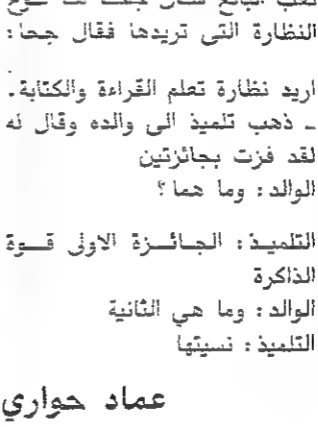 البائع
النظارة التى تريدها فقال جحا:
اريد نظارة تعلم القراءة والكتابة.
ـ ذهب تلميذ الى والده وقال له
لقد فزت بجائزتين
الوالد: وما هما؟
التلميذ: الجائزة الاولى قوة
الذاكرة
الوالد: وما هي الثانية
التلميذ: نسيتها
عماد حواري